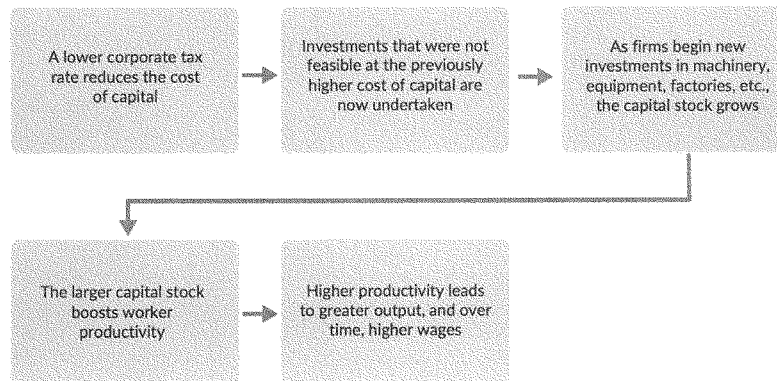 A lower corporate tax
rate reduces the cost
of capital
Investments that were not
feasible at the previously
higher cost of capital are
now undertaken
As firms begin new
investments in machinery,
equipment, factories, etc.,
the capital stock grows
The larger capital stock
boosts worker
productivity
Higher productivity leads
to greater output, and over
time, higher wages